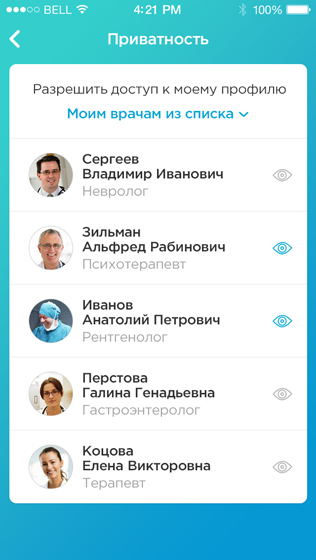 BELL 4:21 PM 100%
Приватность
Разрешить доступ к моему профилю
Моим врачам из списка
Сергеев
Владимир Иванович
Невролог
Зильман
Альфред Рабинович
Психотерапевт
Иванов
Анатолий Петрович
Рентгенолог
Перстова
Галина Генадьевна
Гастроэнтеролог
Коцова
Елена Викторовна
Терапевт